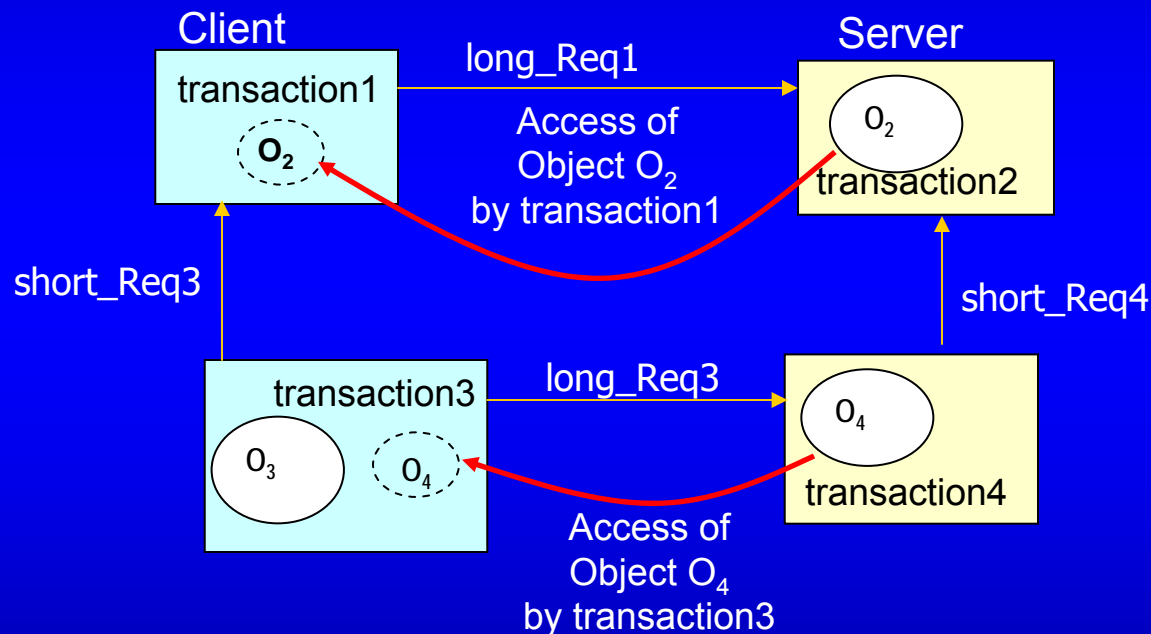 Client
Server
long_Req1
transaction1
O₂
Access of
Object O₂
by transaction1
O₂
transaction2
short_Req3
short_Req4
transaction3
long_Req3
O₃
O₄
O₄
transaction4
Access of
Object O₄
by transaction3